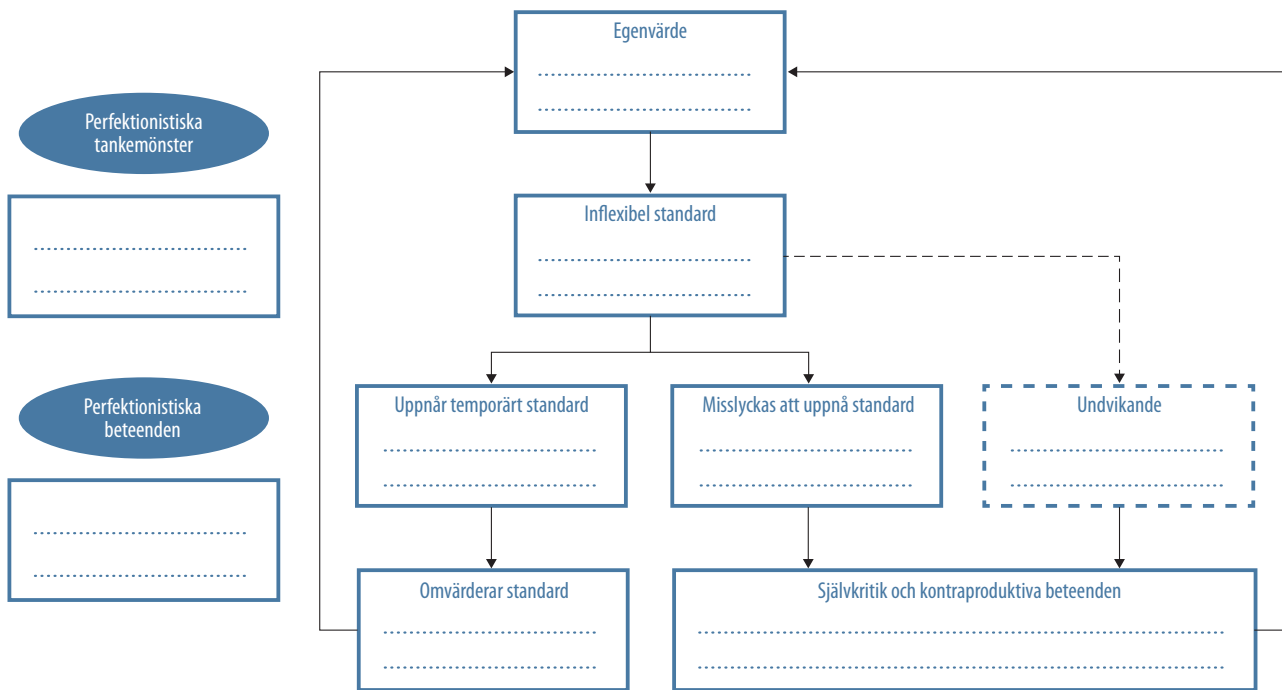 Egenvärde
Perfektionistiska
tankemönster
Inflexibel standard
Perfektionistiska
beteenden
Uppnår temporärt standard
Misslyckas att uppnå standard
Undvikande
Omvärderar standard
Självkritik och kontraproduktiva beteenden